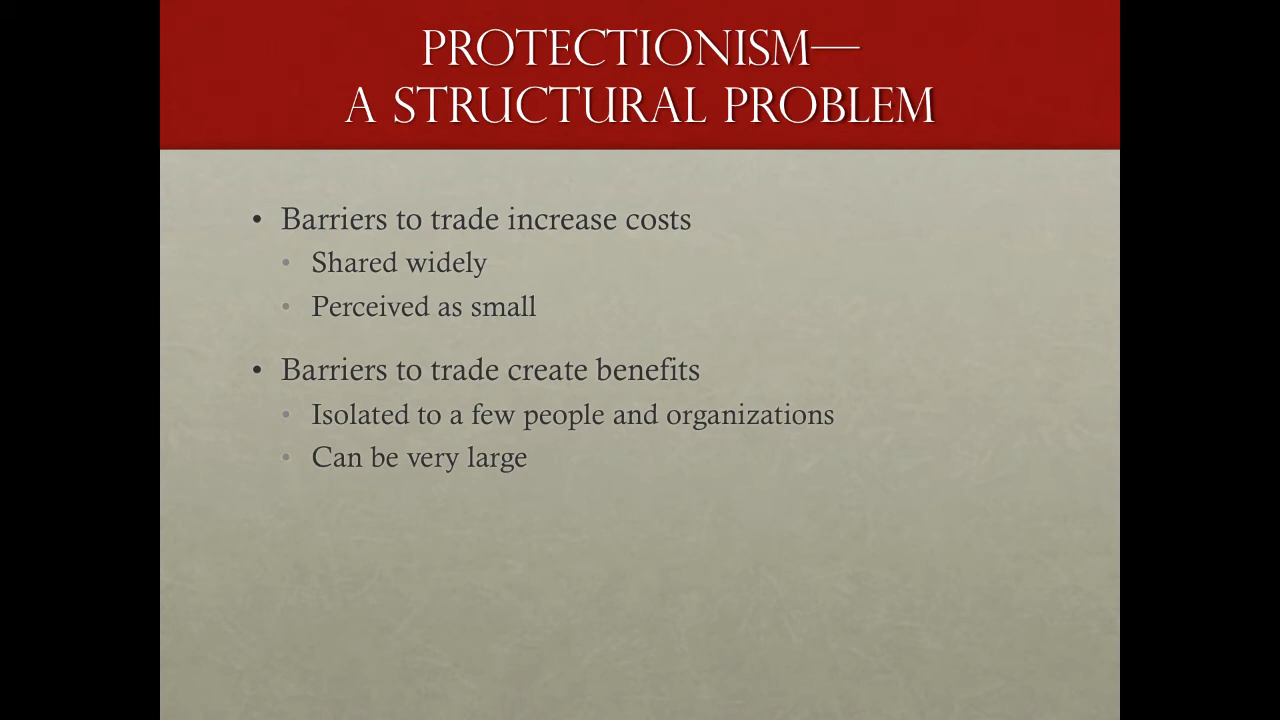 PROTECTIONISM—
A STRUCTURAL PROBLEM
• Barriers to trade increase costs
• Shared widely
• Perceived as small
• Barriers to trade create benefits
• Isolated to a few people and organizations
• Can be very large